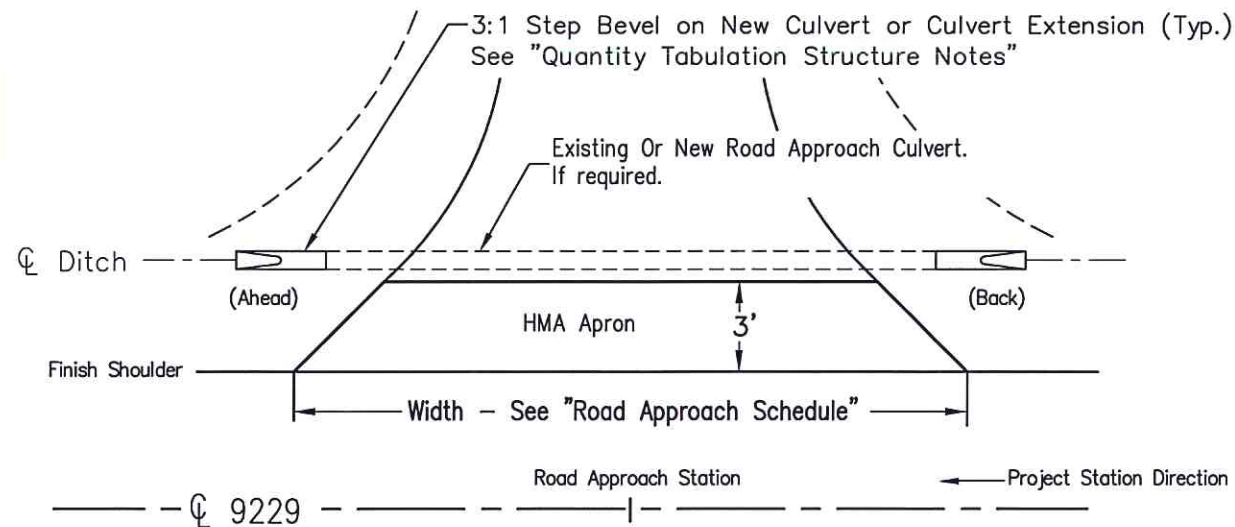 3:1 Step Bevel on New Culvert or Culvert Extension (Typ.)
See "Quantity Tabulation Structure Notes"
Existing Or New Road Approach Culvert.
If required.
℄ Ditch
(Ahead)
(Back)
HMA Apron
3'
Finish Shoulder
Width - See "Road Approach Schedule"
Road Approach Station
Project Station Direction
℄ 9229